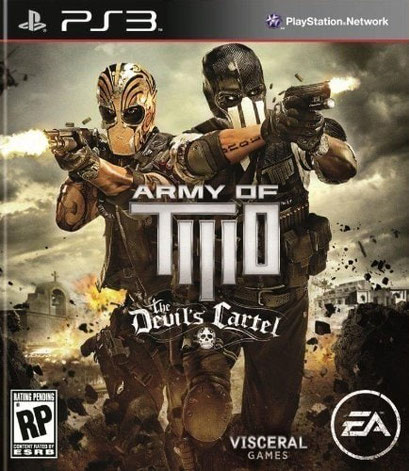 PS3
PlayStation®Network
ARMY OF
TWO
The
Devil's Cartel
RATING PENDING
RP
CONTENT RATED BY
ESRB
VISCERAL
GAMES
EA